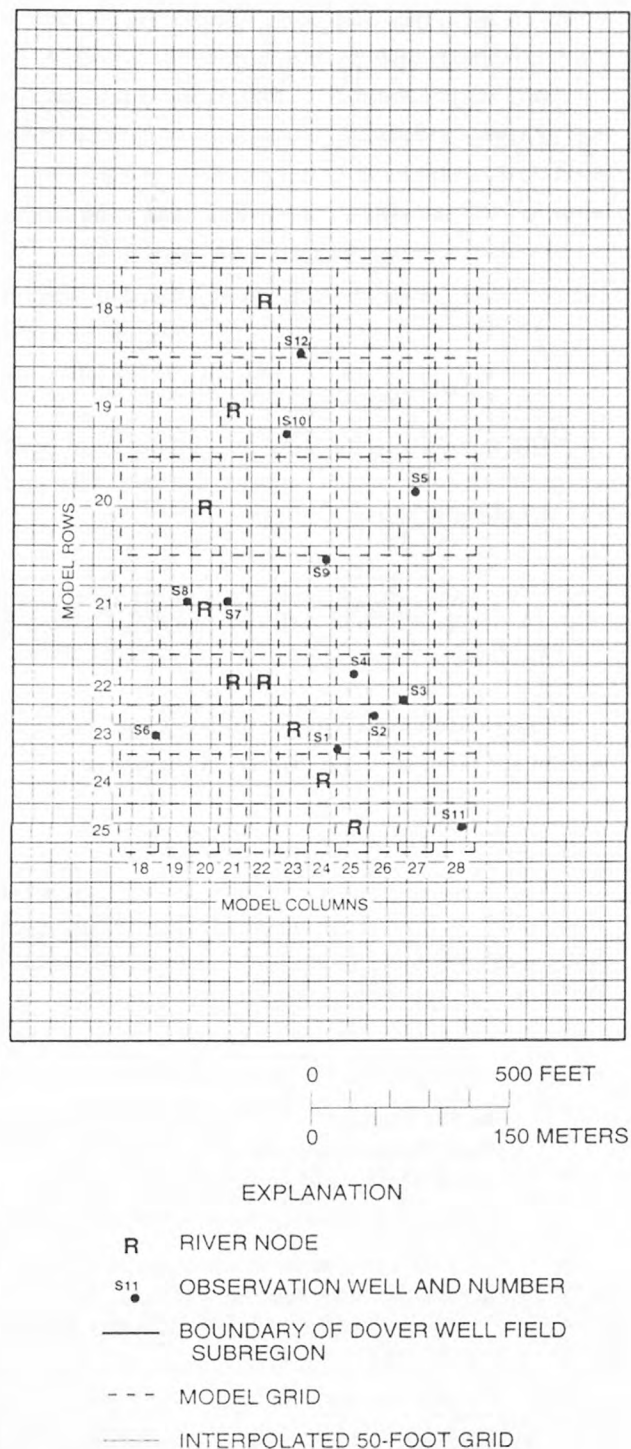 18
R
S12
19
R
S10
MODEL ROWS
20
R
S5
S9
21
S8
R
S7
22
R
R
S4
S3
23
S6
R
S1
S2
24
R
25
R
S11
18 19 20 21 22 23 24 25 26 27 28
MODEL COLUMNS
0 500 FEET
0 150 METERS
EXPLANATION
R RIVER NODE
S11 OBSERVATION WELL AND NUMBER
BOUNDARY OF DOVER WELL FIELD
SUBREGION
MODEL GRID
INTERPOLATED 50-FOOT GRID